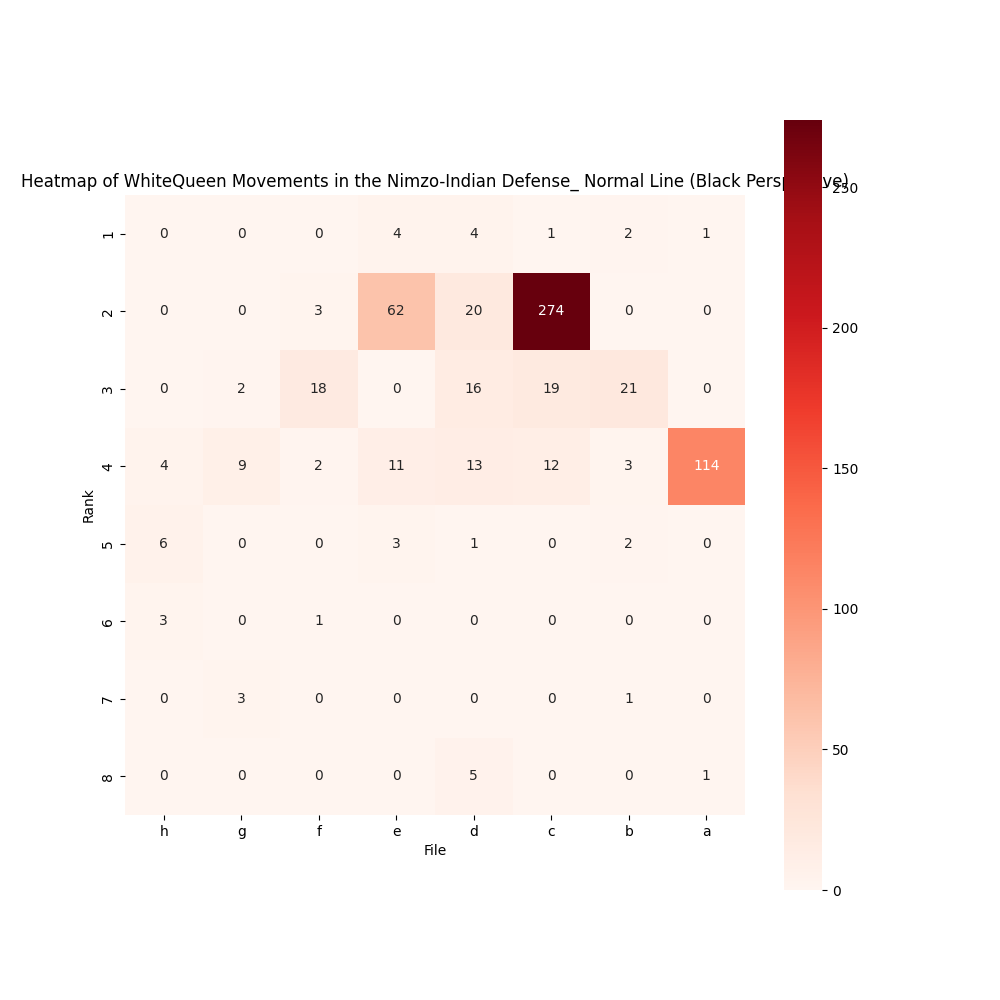 Heatmap of WhiteQueen Movements in the Nimzo-Indian Defense_ Normal Line (Black Perspective)
250
1 0 0 0 4 4 1 2 1
2 0 0 3 62 20 274 0 0
200
3 0 2 18 0 16 19 21 0
4 4 9 2 11 13 12 3 114
150
Rank
5 6 0 0 3 1 0 2 0
100
6 3 0 1 0 0 0 0 0
7 0 3 0 0 0 0 1 0
50
8 0 0 0 0 5 0 0 1
h g f e d c b a
File
0